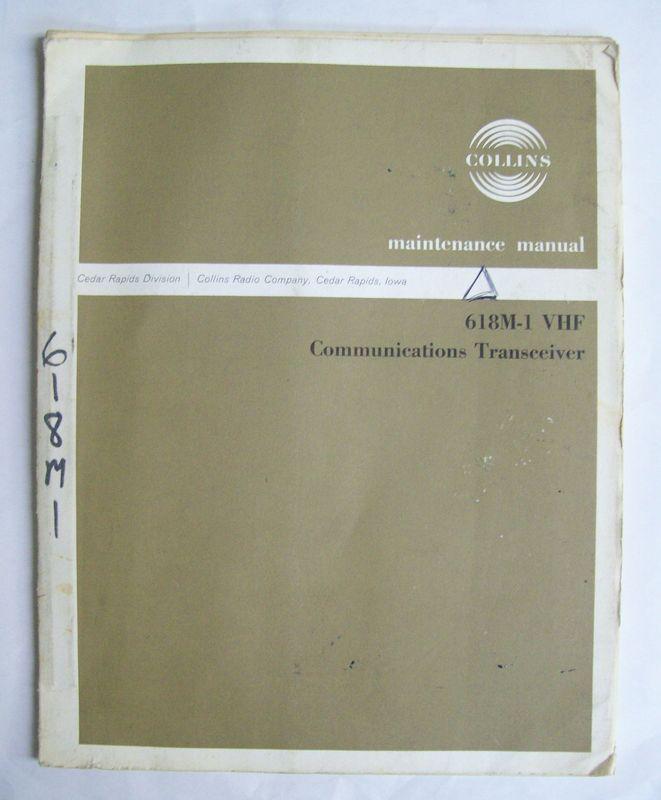 COLLINS
maintenance manual
Cedar Rapids Division | Collins Radio Company, Cedar Rapids, Iowa
618M-1 VHF
Communications Transceiver
618M1